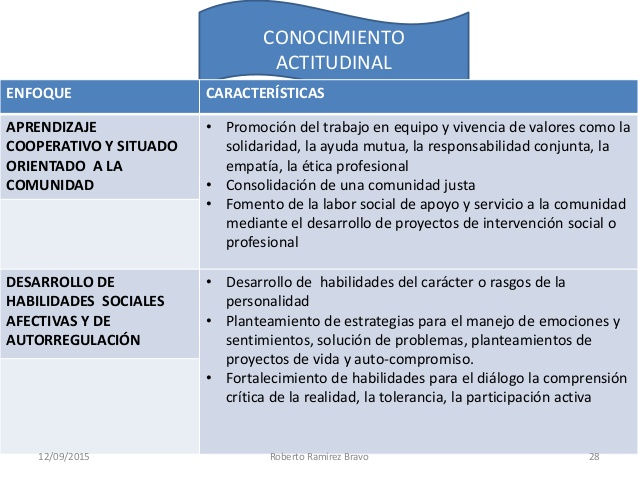 CONOCIMIENTO
ACTITUDINAL
ENFOQUE
CARACTERÍSTICAS
APRENDIZAJE
COOPERATIVO Y SITUADO
ORIENTADO A LA
COMUNIDAD
• Promoción del trabajo en equipo y vivencia de valores como la
solidaridad, la ayuda mutua, la responsabilidad conjunta, la
empatía, la ética profesional
• Consolidación de una comunidad justa
• Fomento de la labor social de apoyo y servicio a la comunidad
mediante el desarrollo de proyectos de intervención social o
profesional
DESARROLLO DE
HABILIDADES SOCIALES
AFECTIVAS Y DE
AUTORREGULACIÓN
• Desarrollo de habilidades del carácter o rasgos de la
personalidad
• Planteamiento de estrategias para el manejo de emociones y
sentimientos, solución de problemas, planteamientos de
proyectos de vida y auto-compromiso.
• Fortalecimiento de habilidades para el diálogo la comprensión
crítica de la realidad, la tolerancia, la participación activa
12/09/2015
Roberto Ramírez Bravo
28